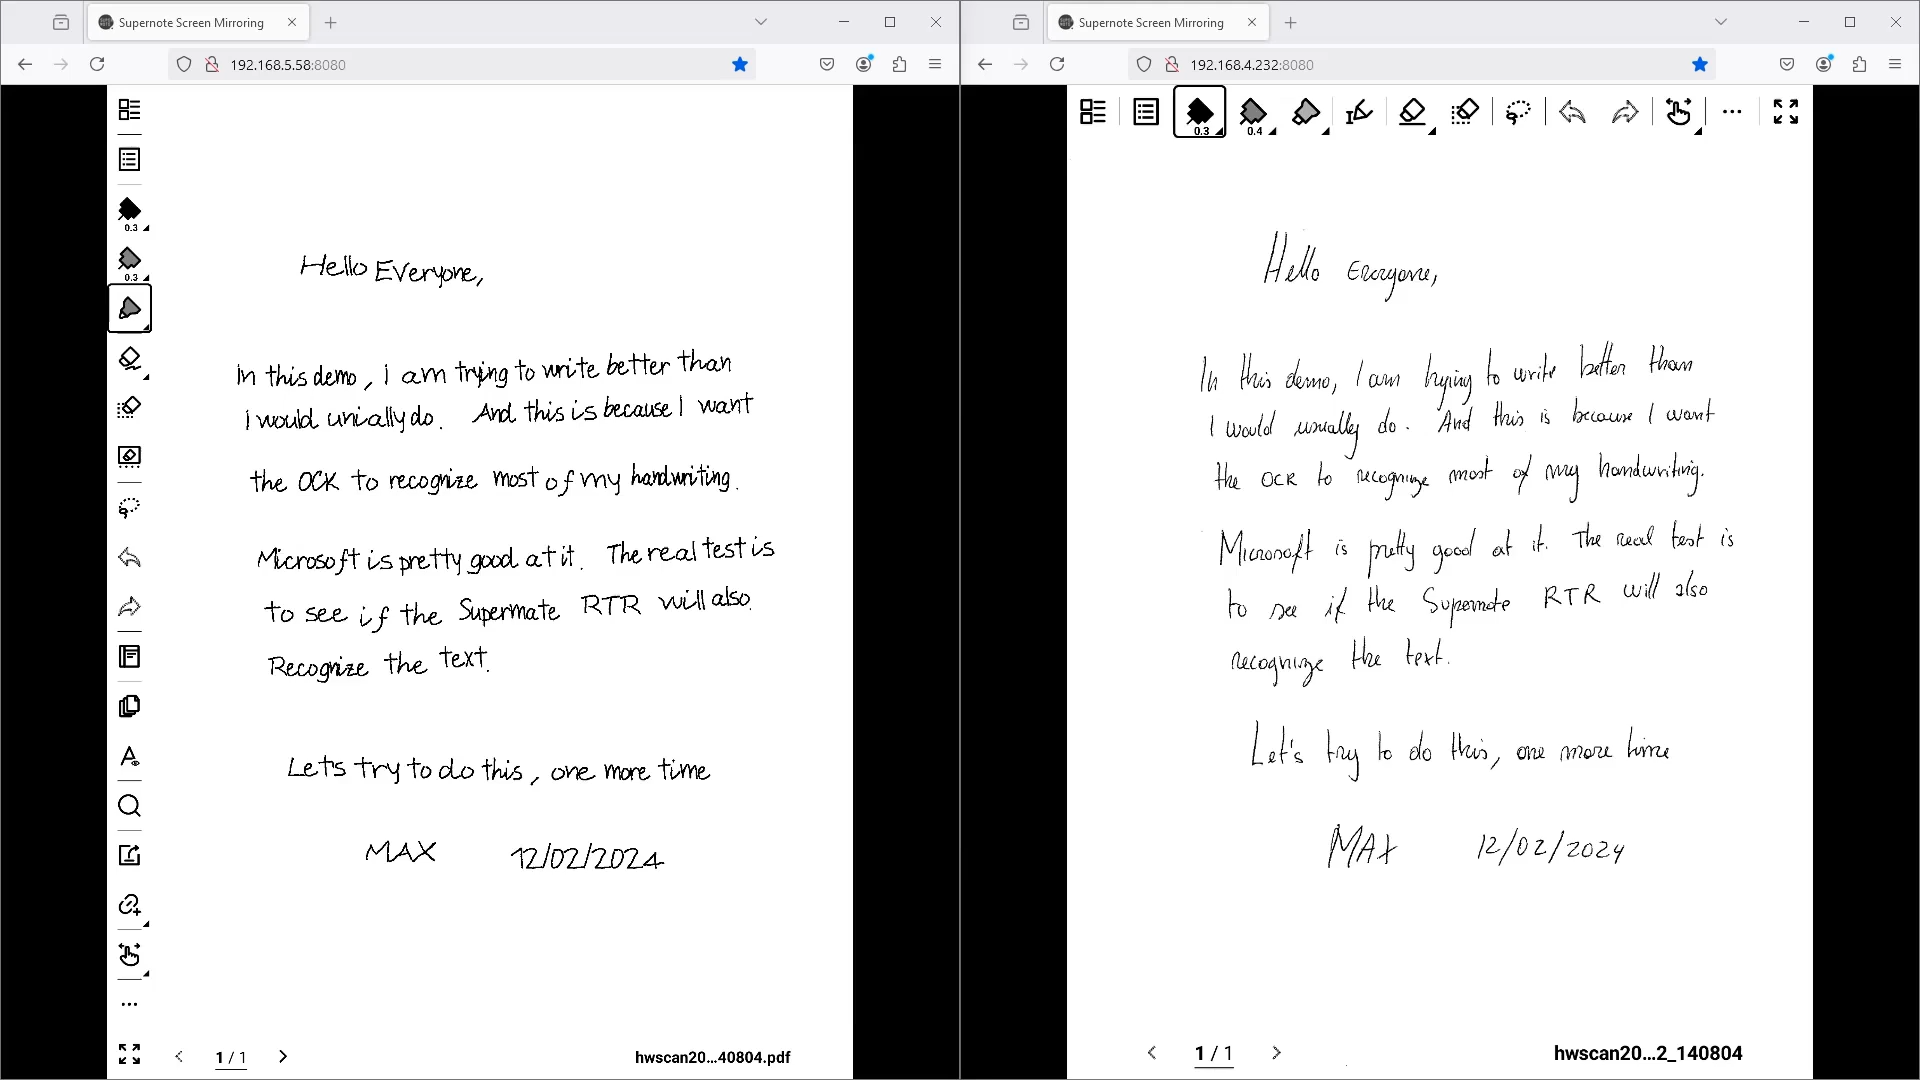 Supernote Screen Mirroring
192.168.5.58:8080
0.3
0.3
Hello Everyone,
In this demo, I am trying to write better than
I would unially do. And this is because I want
the OCK to recognize most of my handwriting.
Microsoft is pretty good at it. The real test is
to see if the Supermate RTR will also.
Recognize the text.
Let's try to do this, one more time
MAX 12/02/2024
1 / 1
hwscan20...40804.pdf
Supernote Screen Mirroring
192.168.4.232:8080
0.3
0.4
Hello Everyone,
In this demo, I am trying to write better than
I would usually do. And this is because I want
the OCR to recognize most of my handwriting.
Microsoft is pretty good at it. The real test is
to see if the Supernote RTR will also
recognize the text.
Let's try to do this, one more time
MAX 12/02/2024
1 / 1
hwscan20...2_140804